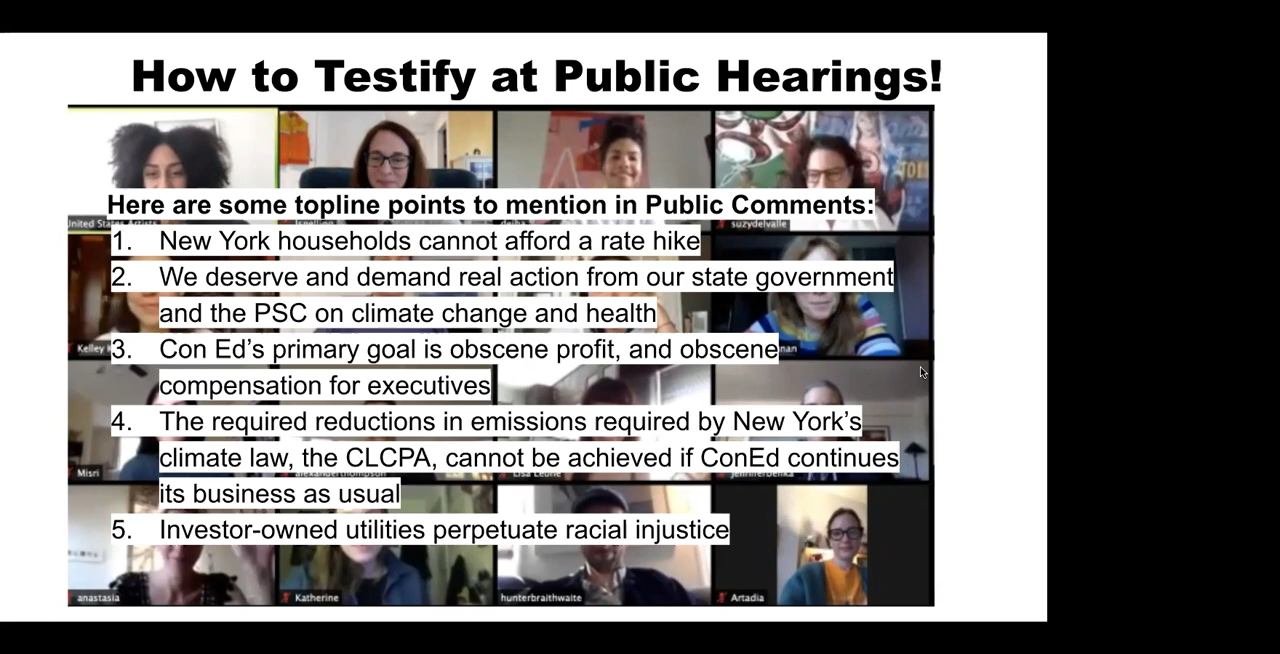 How to Testify at Public Hearings!
Here are some topline points to mention in Public Comments:
suzydelvalle
1. New York households cannot afford a rate hike
2. We deserve and demand real action from our state government
and the PSC on climate change and health
Kelley
3. Con Ed’s primary goal is obscene profit, and obscene
compensation for executives
4. The required reductions in emissions required by New York’s
climate law, the CLCPA, cannot be achieved if ConEd continues
Misri
its business as usual
5. Investor-owned utilities perpetuate racial injustice
anastasia
Katherine
hunterbraithwaite
Artadia